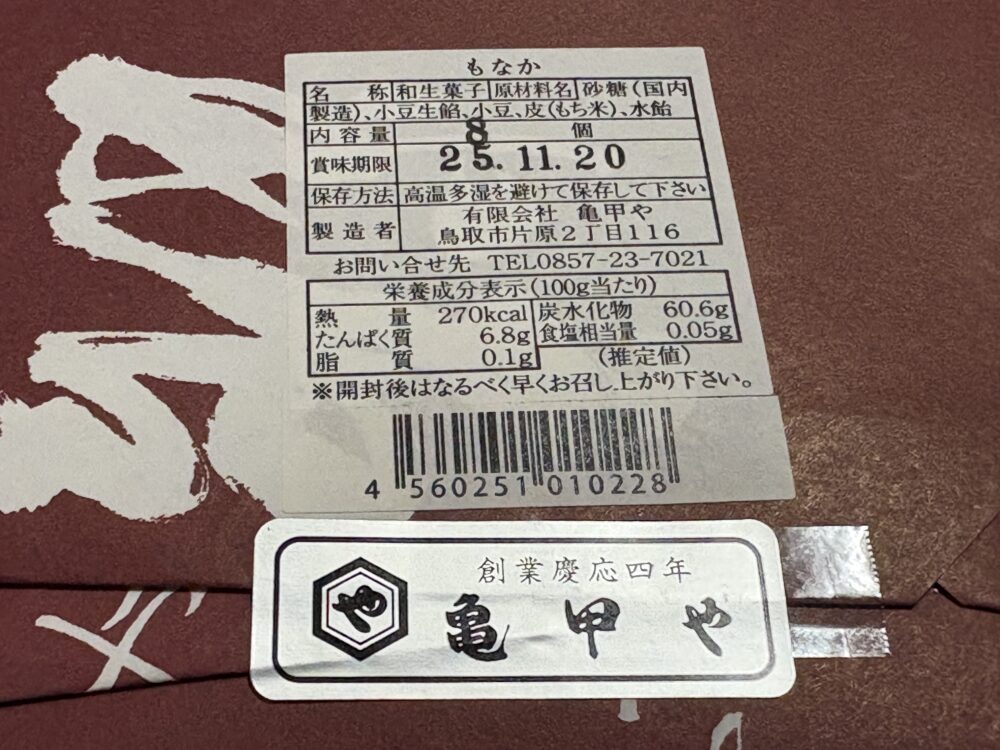 もなか
名称 和生菓子 原材料名 砂糖(国内
製造)、小豆生餡、小豆、皮(もち米)、水飴
内容量 8 個
賞味期限 25.11.20
保存方法 高温多湿を避けて保存して下さい
製造者 有限会社 亀甲や
鳥取市片原2丁目116
お問い合せ先 TEL0857-23-7021
栄養成分表示(100g当たり)
熱量 270kcal 炭水化物 60.6g
たんぱく質 6.8g 食塩相当量 0.05g
脂質 0.1g (推定値)
※開封後はなるべく早くお召し上がり下さい。
4 560251 010228
創業慶応四年
や 亀甲や